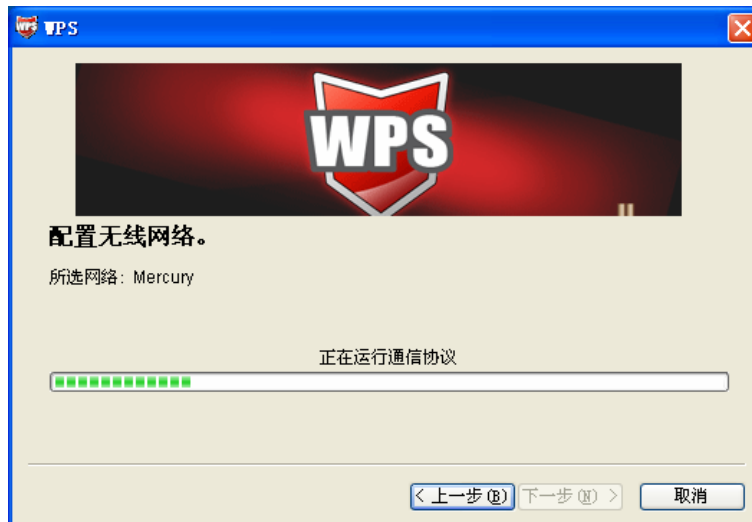 WPS
WPS
配置无线网络。
所选网络: Mercury
正在运行通信协议
< 上一步(B)
下一步(N) >
取消